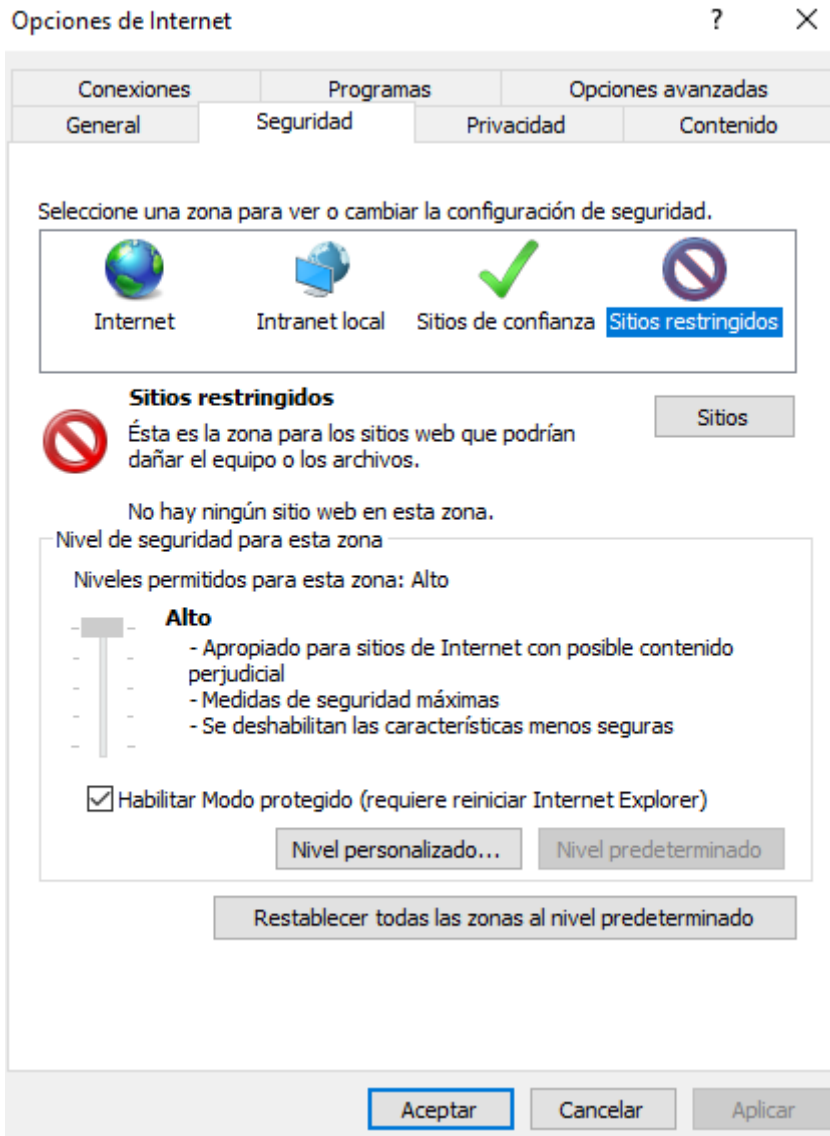 Opciones de Internet
?
Conexiones
Programas
Opciones avanzadas
General
Seguridad
Privacidad
Contenido
Seleccione una zona para ver o cambiar la configuración de seguridad.
Internet
Intranet local
Sitios de confianza
Sitios restringidos
Sitios restringidos
Sitios
Ésta es la zona para los sitios web que podrían
dañar el equipo o los archivos.
No hay ningún sitio web en esta zona.
Nivel de seguridad para esta zona
Niveles permitidos para esta zona: Alto
Alto
- Apropiado para sitios de Internet con posible contenido
perjudicial
- Medidas de seguridad máximas
- Se deshabilitan las características menos seguras
Habilitar Modo protegido (requiere reiniciar Internet Explorer)
Nivel personalizado...
Nivel predeterminado
Restablecer todas las zonas al nivel predeterminado
Aceptar
Cancelar
Aplicar